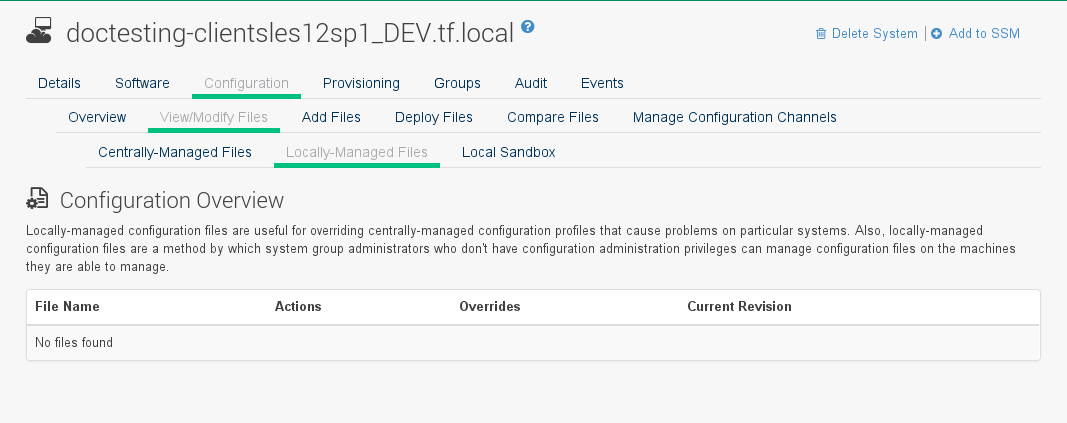 doctesting-clientsles12sp1_DEV.tf.local ?
Delete System | Add to SSM
Details Software Configuration Provisioning Groups Audit Events
Overview View/Modify Files Add Files Deploy Files Compare Files Manage Configuration Channels
Centrally-Managed Files Locally-Managed Files Local Sandbox
Configuration Overview
Locally-managed configuration files are useful for overriding centrally-managed configuration profiles that cause problems on particular systems. Also, locally-managed
configuration files are a method by which system group administrators who don't have configuration administration privileges can manage configuration files on the machines
they are able to manage.
File Name Actions Overrides Current Revision
No files found